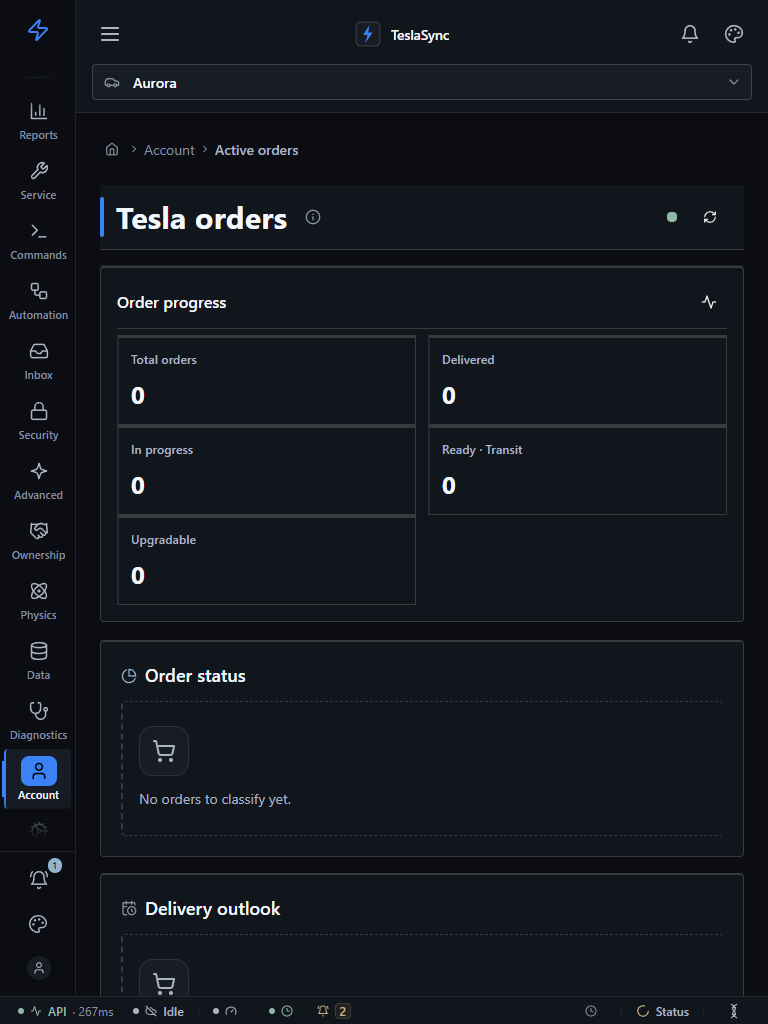 TeslaSync
Aurora
Reports
Service
Commands
Automation
Inbox
Security
Advanced
Ownership
Physics
Data
Diagnostics
Account
1
Account
Active orders
Tesla orders
Order progress
Total orders
0
Delivered
0
In progress
0
Ready · Transit
0
Upgradable
0
Order status
No orders to classify yet.
Delivery outlook
API · 267ms
Idle
2
Status